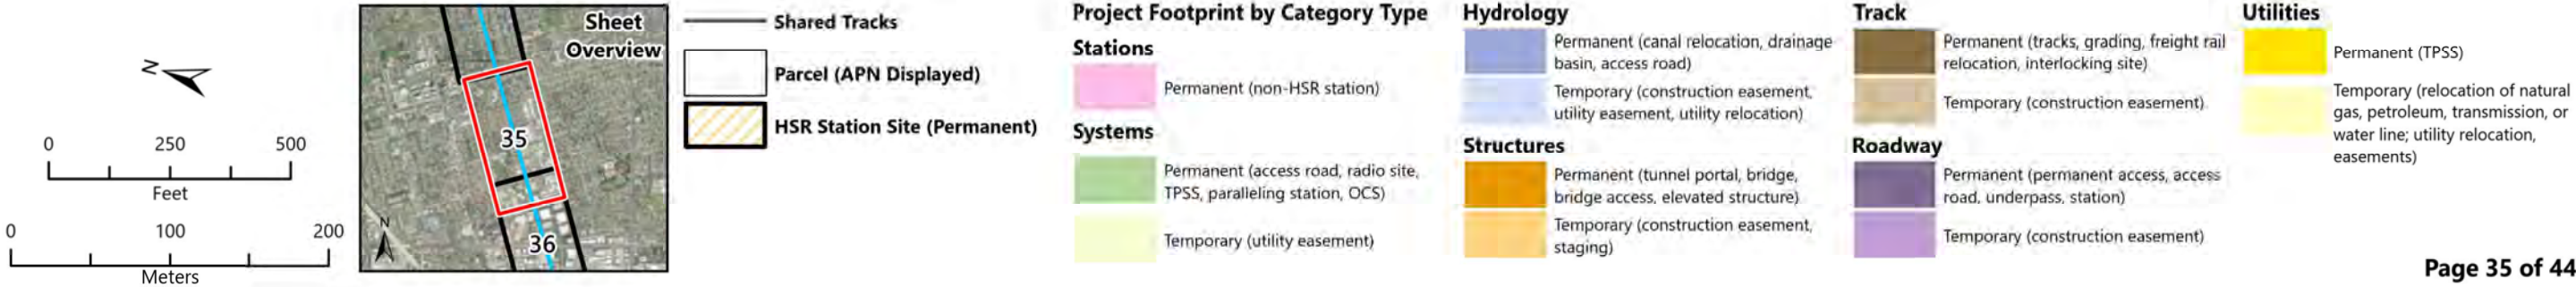 N
0 250 500
Feet
0 100 200
Meters
Sheet
Overview
35
36
N
Shared Tracks
Parcel (APN Displayed)
HSR Station Site (Permanent)
Project Footprint by Category Type
Stations
Permanent (non-HSR station)
Systems
Permanent (access road, radio site,
TPSS, paralleling station, OCS)
Temporary (utility easement)
Hydrology
Permanent (canal relocation, drainage
basin, access road)
Temporary (construction easement,
utility easement, utility relocation)
Structures
Permanent (tunnel portal, bridge,
bridge access, elevated structure)
Temporary (construction easement,
staging)
Track
Permanent (tracks, grading, freight rail
relocation, interlocking site)
Temporary (construction easement)
Roadway
Permanent (permanent access, access
road, underpass, station)
Temporary (construction easement)
Utilities
Permanent (TPSS)
Temporary (relocation of natural
gas, petroleum, transmission, or
water line; utility relocation,
easements)
Page 35 of 44